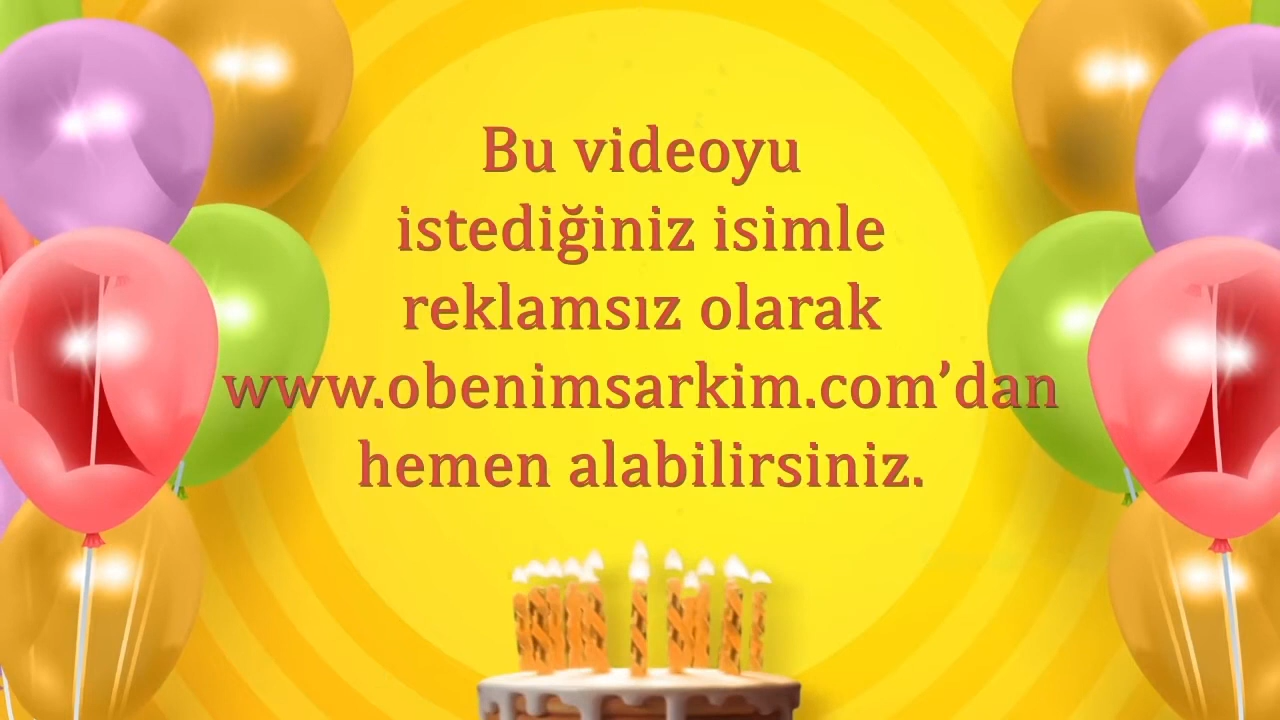 Bu videoyu
istediğiniz isimle
reklamsız olarak
www.obenimsarkim.com’dan
hemen alabilirsiniz.